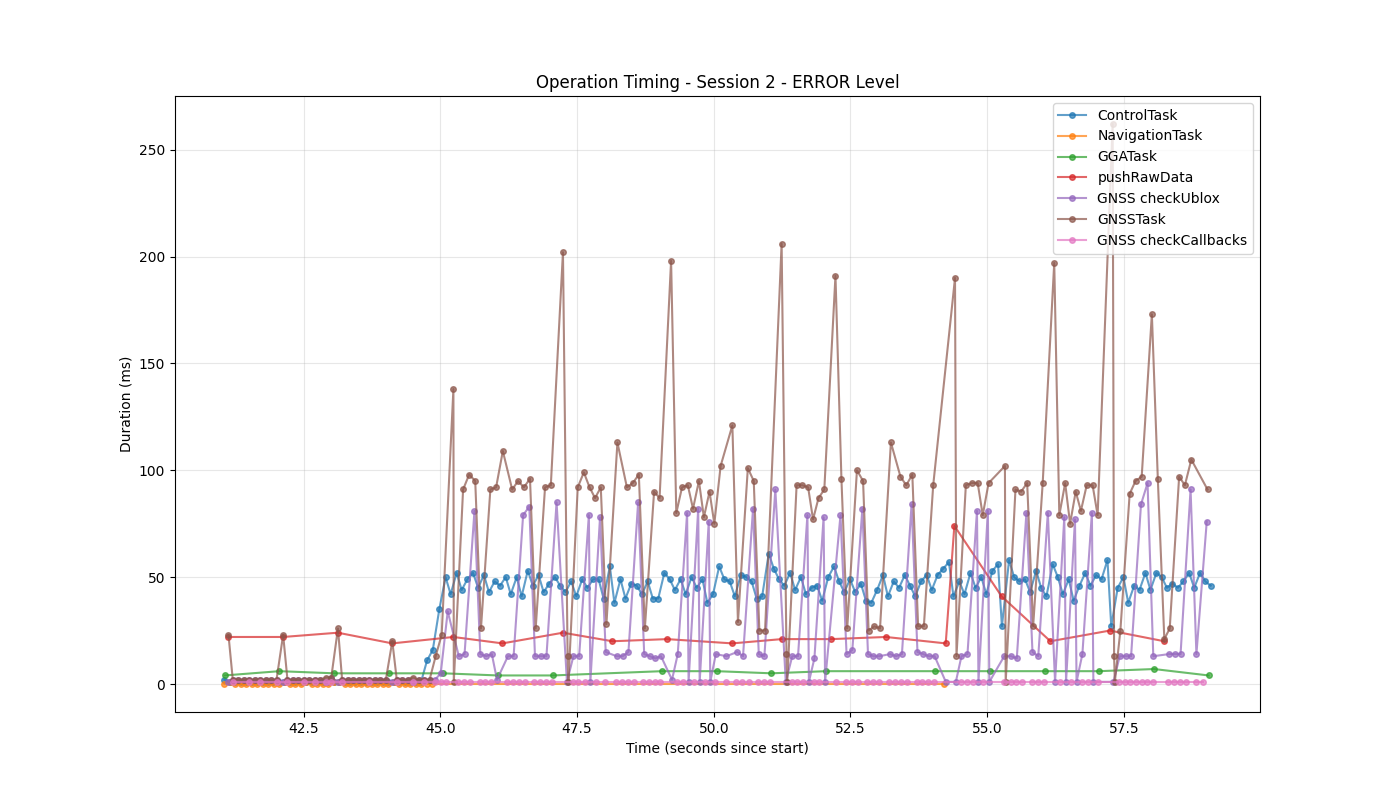 Operation Timing - Session 2 - ERROR Level
ControlTask
NavigationTask
GGATask
pushRawData
GNSS checkUblox
GNSSTask
GNSS checkCallbacks
Duration (ms)
250
200
150
100
50
0
42.5
45.0
47.5
50.0
52.5
55.0
57.5
Time (seconds since start)